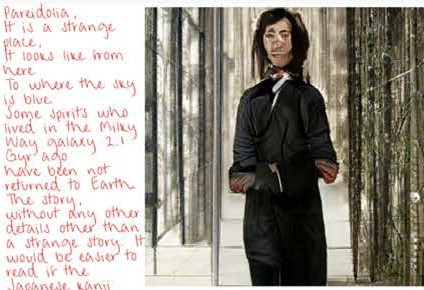 Pareidolia,
It is a strange
place,
It looks like from
here
To where the sky
is blue
Some spirits who
lived in the Milky
Way galaxy 2.1
Gyr ago
have been not
returned to Earth
The story,
without any other
details other than
a strange story. It
would be easier to
read if the
Japanese kanji